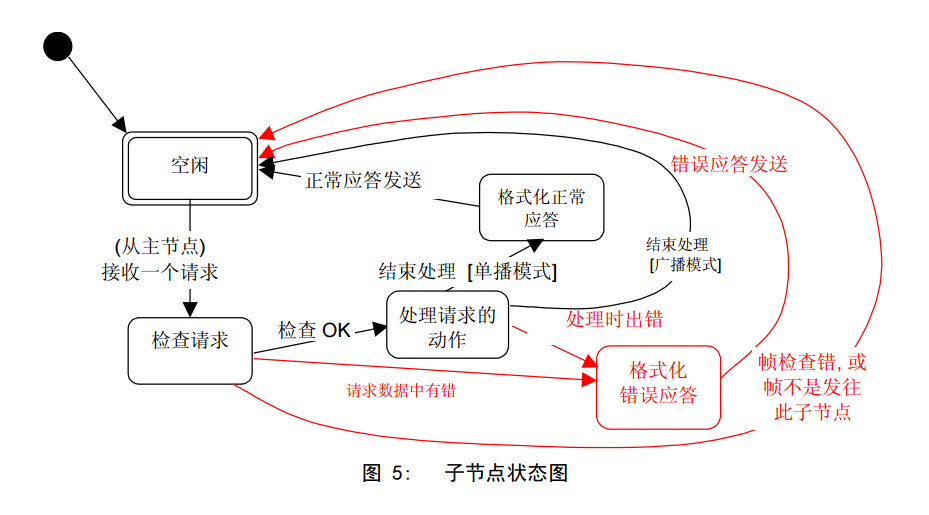 空闲
错误应答发送
正常应答发送
格式化正常
应答
(从主节点)
接收一个请求
结束处理
[广播模式]
结束处理 [单播模式]
检查请求
检查 OK
处理请求的
动作
处理时出错
请求数据中有错
格式化
错误应答
帧检查错, 或
帧不是发往
此子节点
图 5: 子节点状态图